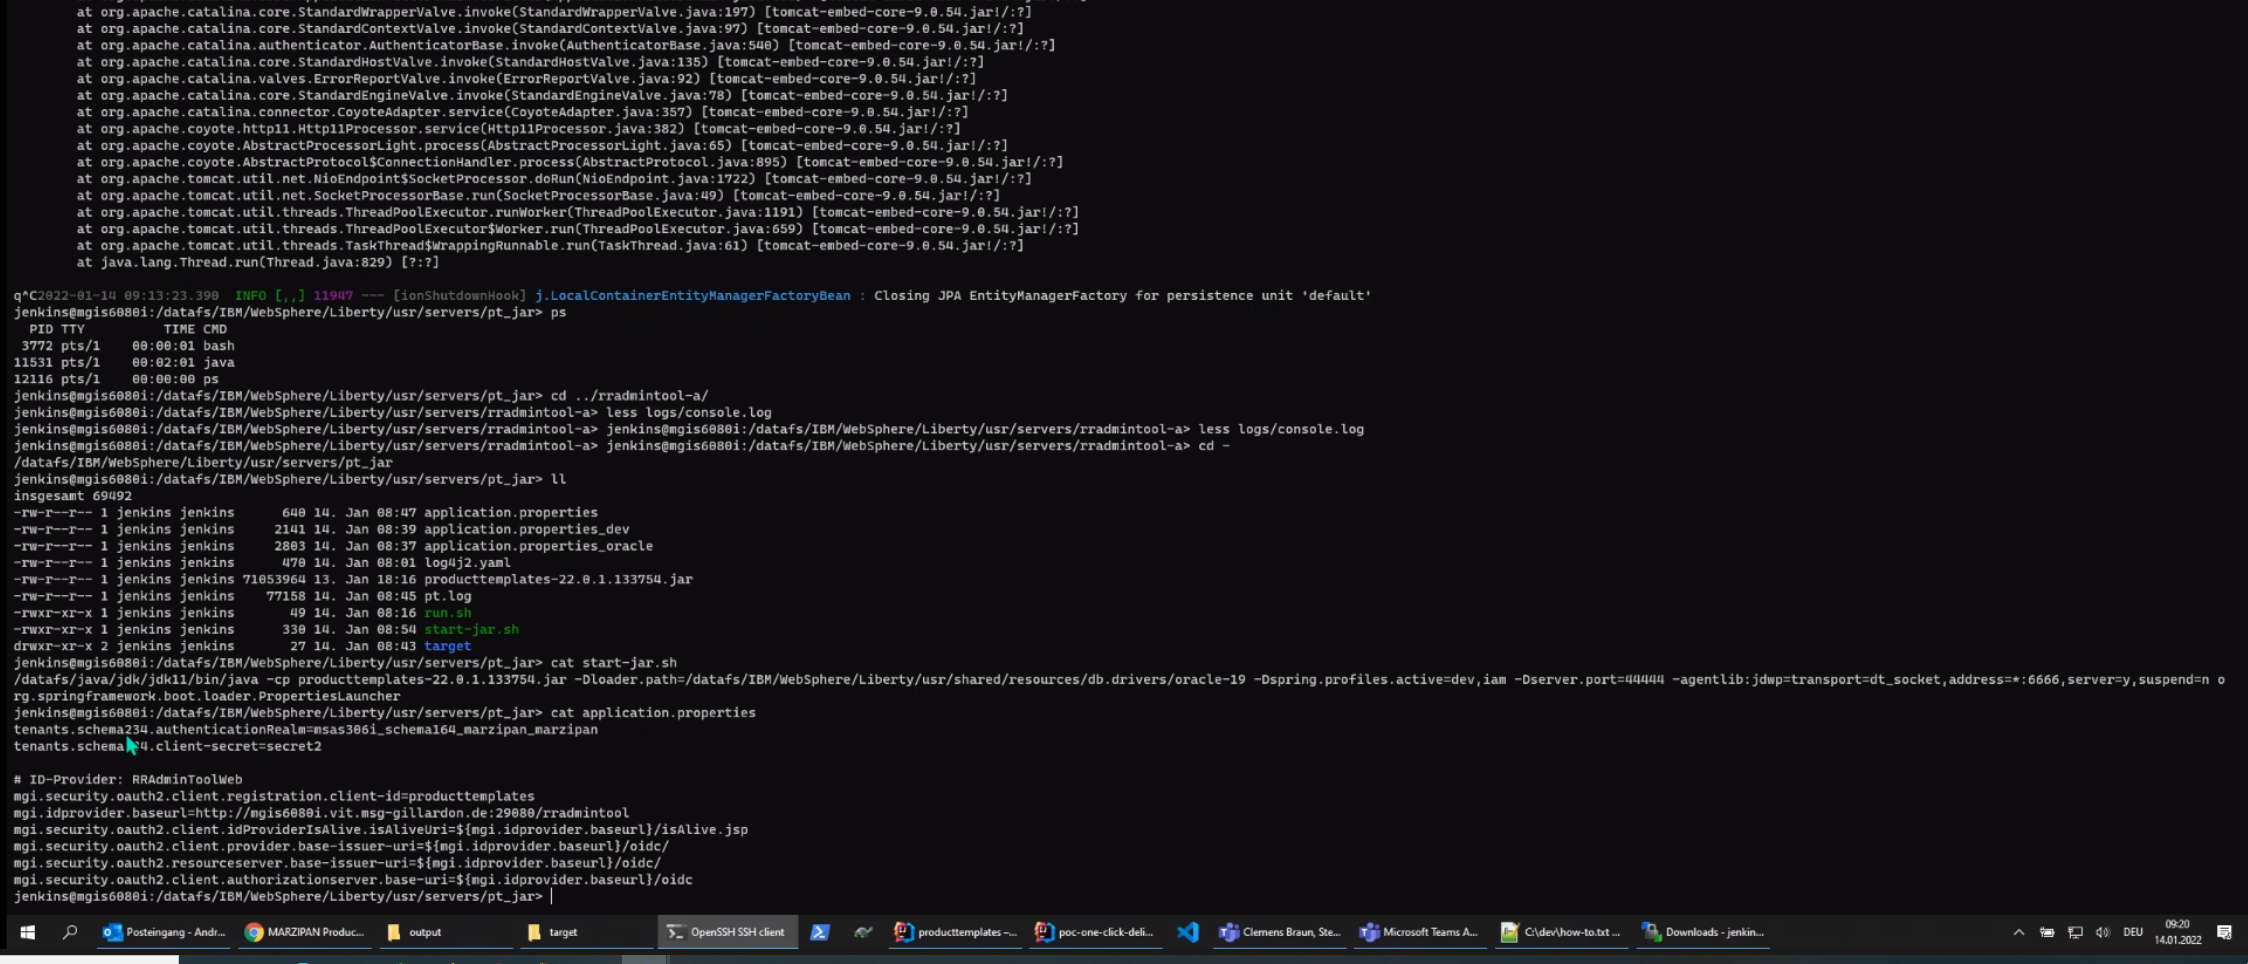 at org.apache.catalina.core.StandardWrapperValve.invoke(StandardWrapperValve.java:197) [tomcat-embed-core-9.0.54.jar!/:?]
at org.apache.catalina.core.StandardContextValve.invoke(StandardContextValve.java:97) [tomcat-embed-core-9.0.54.jar!/:?]
at org.apache.catalina.authenticator.AuthenticatorBase.invoke(AuthenticatorBase.java:540) [tomcat-embed-core-9.0.54.jar!/:?]
at org.apache.catalina.core.StandardHostValve.invoke(StandardHostValve.java:135) [tomcat-embed-core-9.0.54.jar!/:?]
at org.apache.catalina.valves.ErrorReportValve.invoke(ErrorReportValve.java:92) [tomcat-embed-core-9.0.54.jar!/:?]
at org.apache.catalina.core.StandardEngineValve.invoke(StandardEngineValve.java:78) [tomcat-embed-core-9.0.54.jar!/:?]
at org.apache.catalina.connector.CoyoteAdapter.service(CoyoteAdapter.java:357) [tomcat-embed-core-9.0.54.jar!/:?]
at org.apache.coyote.http11.Http11Processor.service(Http11Processor.java:382) [tomcat-embed-core-9.0.54.jar!/:?]
at org.apache.coyote.AbstractProcessorLight.process(AbstractProcessorLight.java:65) [tomcat-embed-core-9.0.54.jar!/:?]
at org.apache.coyote.AbstractProtocol$ConnectionHandler.process(AbstractProtocol.java:895) [tomcat-embed-core-9.0.54.jar!/:?]
at org.apache.tomcat.util.net.NioEndpoint$SocketProcessor.doRun(NioEndpoint.java:1722) [tomcat-embed-core-9.0.54.jar!/:?]
at org.apache.tomcat.util.net.SocketProcessorBase.run(SocketProcessorBase.java:49) [tomcat-embed-core-9.0.54.jar!/:?]
at org.apache.tomcat.util.threads.ThreadPoolExecutor.runWorker(ThreadPoolExecutor.java:1191) [tomcat-embed-core-9.0.54.jar!/:?]
at org.apache.tomcat.util.threads.ThreadPoolExecutor$Worker.run(ThreadPoolExecutor.java:659) [tomcat-embed-core-9.0.54.jar!/:?]
at org.apache.tomcat.util.threads.TaskThread$WrappingRunnable.run(TaskThread.java:61) [tomcat-embed-core-9.0.54.jar!/:?]
at java.lang.Thread.run(Thread.java:829) [?:?]
q^C2022-01-14 09:13:23.390 INFO [,,] 11947 --- [ionShutdownHook] j.LocalContainerEntityManagerFactoryBean : Closing JPA EntityManagerFactory for persistence unit 'default'
jenkins@mgis6080i:/datafs/IBM/WebSphere/Liberty/usr/servers/pt_jar> ps
PID TTY TIME CMD
3772 pts/1 00:00:01 bash
11531 pts/1 00:02:01 java
12116 pts/1 00:00:00 ps
jenkins@mgis6080i:/datafs/IBM/WebSphere/Liberty/usr/servers/pt_jar> cd ../rradmintool-a/
jenkins@mgis6080i:/datafs/IBM/WebSphere/Liberty/usr/servers/rradmintool-a> less logs/console.log
jenkins@mgis6080i:/datafs/IBM/WebSphere/Liberty/usr/servers/rradmintool-a> jenkins@mgis6080i:/datafs/IBM/WebSphere/Liberty/usr/servers/rradmintool-a> less logs/console.log
jenkins@mgis6080i:/datafs/IBM/WebSphere/Liberty/usr/servers/rradmintool-a> jenkins@mgis6080i:/datafs/IBM/WebSphere/Liberty/usr/servers/rradmintool-a> cd -
/datafs/IBM/WebSphere/Liberty/usr/servers/pt_jar
jenkins@mgis6080i:/datafs/IBM/WebSphere/Liberty/usr/servers/pt_jar> ll
insgesamt 69492
-rw-r--r-- 1 jenkins jenkins 640 14. Jan 08:47 application.properties
-rw-r--r-- 1 jenkins jenkins 2141 14. Jan 08:39 application.properties_dev
-rw-r--r-- 1 jenkins jenkins 2803 14. Jan 08:37 application.properties_oracle
-rw-r--r-- 1 jenkins jenkins 470 14. Jan 08:01 log4j2.yaml
-rw-r--r-- 1 jenkins jenkins 71053964 13. Jan 18:16 producttemplates-22.0.1.133754.jar
-rw-r--r-- 1 jenkins jenkins 77158 14. Jan 08:45 pt.log
-rwxr-xr-x 1 jenkins jenkins 49 14. Jan 08:16 run.sh
-rwxr-xr-x 1 jenkins jenkins 330 14. Jan 08:54 start-jar.sh
drwxr-xr-x 2 jenkins jenkins 27 14. Jan 08:43 target
jenkins@mgis6080i:/datafs/IBM/WebSphere/Liberty/usr/servers/pt_jar> cat start-jar.sh
/datafs/java/jdk/jdk11/bin/java -cp producttemplates-22.0.1.133754.jar -Dloader.path=/datafs/IBM/WebSphere/Liberty/usr/shared/resources/db.drivers/oracle-19 -Dspring.profiles.active=dev,iam -Dserver.port=44444 -agentlib:jdwp=transport=dt_socket,address=*:6666,server=y,suspend=n o
rg.springframework.boot.loader.PropertiesLauncher
jenkins@mgis6080i:/datafs/IBM/WebSphere/Liberty/usr/servers/pt_jar> cat application.properties
tenants.schema234.authenticationRealm=msas306i_schema164_marzipan_marzipan
tenants.schema 4.client-secret=secret2
# ID-Provider: RRAdminToolWeb
mgi.security.oauth2.client.registration.client-id=producttemplates
mgi.idprovider.baseurl=http://mgis6080i.vit.msg-gillardon.de:29080/rradmintool
mgi.security.oauth2.client.idProviderIsAlive.isAliveUri=${mgi.idprovider.baseurl}/isAlive.jsp
mgi.security.oauth2.client.provider.base-issuer-uri=${mgi.idprovider.baseurl}/oidc/
mgi.security.oauth2.resourceserver.base-issuer-uri=${mgi.idprovider.baseurl}/oidc/
mgi.security.oauth2.client.authorizationserver.base-uri=${mgi.idprovider.baseurl}/oidc
jenkins@mgis6080i:/datafs/IBM/WebSphere/Liberty/usr/servers/pt_jar>
Posteingang - Andr... MARZIPAN Produc... output target OpenSSH SSH client producttemplates –... poc-one-click-deli... Clemens Braun, Ste... Microsoft Teams A... C:\dev\how-to.txt ... Downloads - jenkin... DEU 09:20
14.01.2022